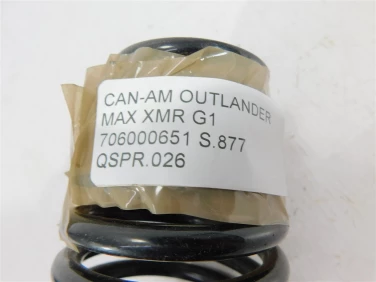 CAN-AM OUTLANDER
MAX XMR G1
706000651 S.877
QSPR.026